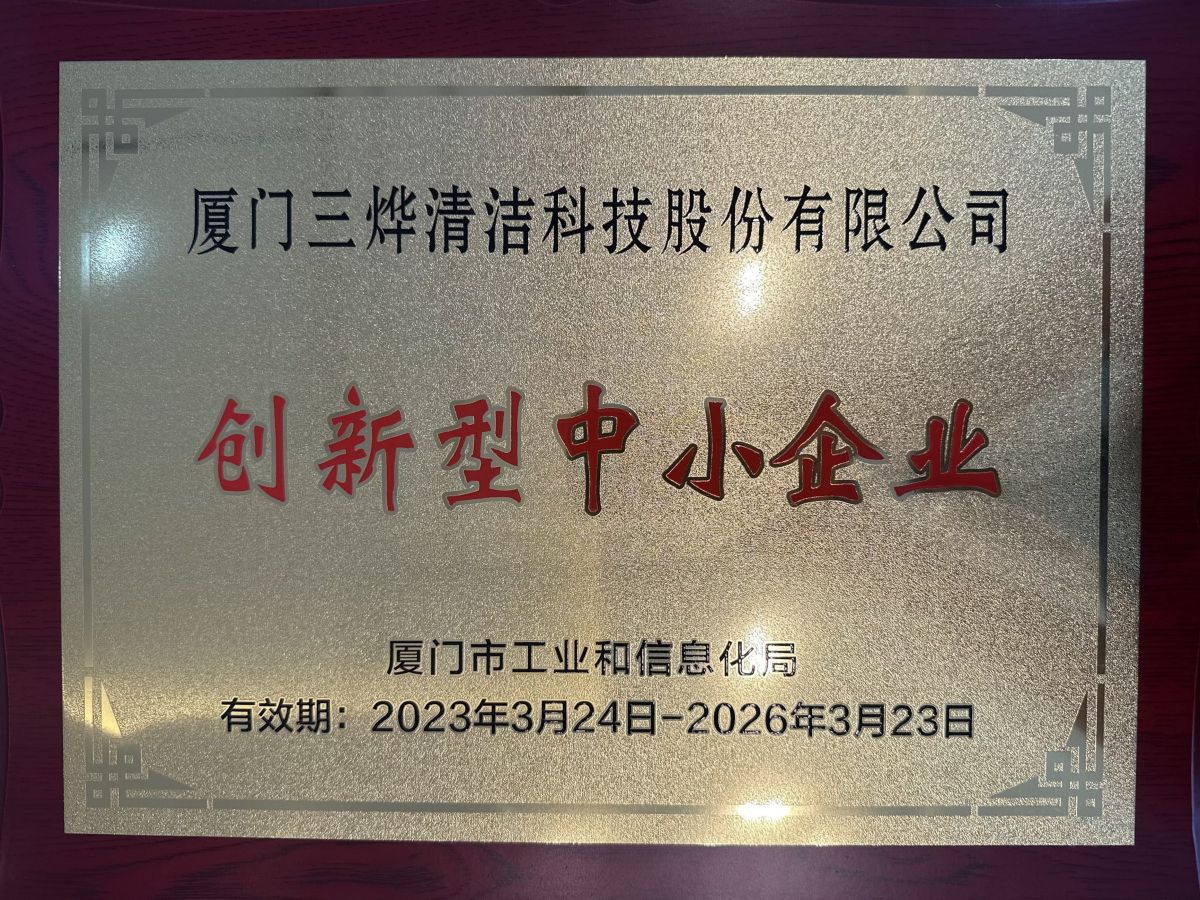 厦门三烨清洁科技股份有限公司
创新型中小企业
厦门市工业和信息化局
有效期：2023年3月24日-2026年3月23日